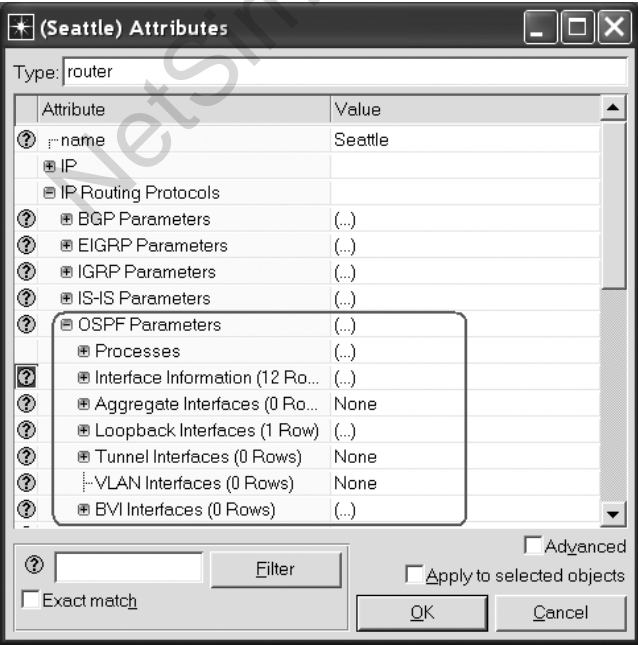 (Seattle) Attributes
Type: router
Attribute Value
name Seattle
IP
IP Routing Protocols
BGP Parameters (...)
EIGRP Parameters (...)
IGRP Parameters (...)
IS-IS Parameters (...)
OSPF Parameters (...)
Processes (...)
Interface Information (12 Ro... (...)
Aggregate Interfaces (0 Ro... None
Loopback Interfaces (1 Row) (...)
Tunnel Interfaces (0 Rows) None
VLAN Interfaces (0 Rows) None
BVI Interfaces (0 Rows) (...)
Advanced
Filter
Apply to selected objects
Exact match
OK Cancel